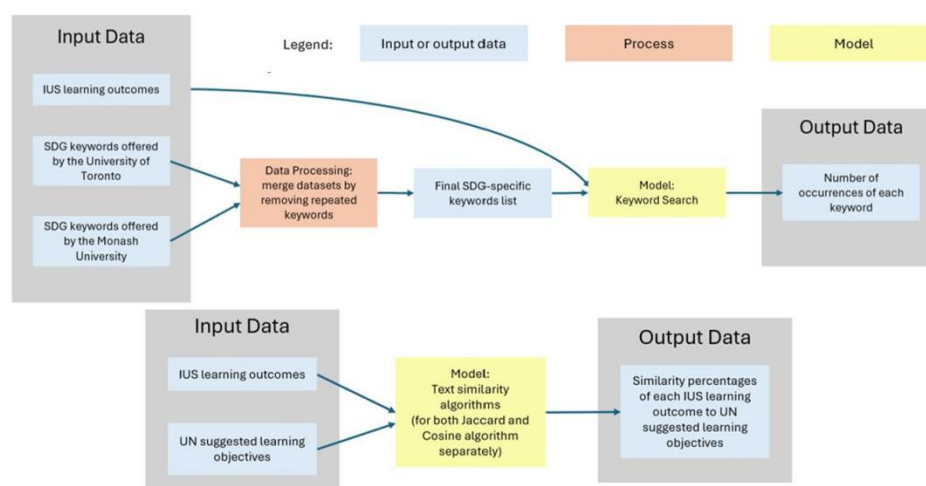 Input Data
Legend:
Input or output data
Process
Model
IUS learning outcomes
SDG keywords offered
by the University of
Toronto
SDG keywords offered
by the Monash
University
Data Processing:
merge datasets by
removing repeated
keywords
Final SDG-specific
keywords list
Model:
Keyword Search
Output Data
Number of
occurrences of each
keyword
Input Data
IUS learning outcomes
UN suggested learning
objectives
Model:
Text similarity
algorithms
(for both Jaccard and
Cosine algorithm
separately)
Output Data
Similarity percentages
of each IUS learning
outcome to UN
suggested learning
objectives